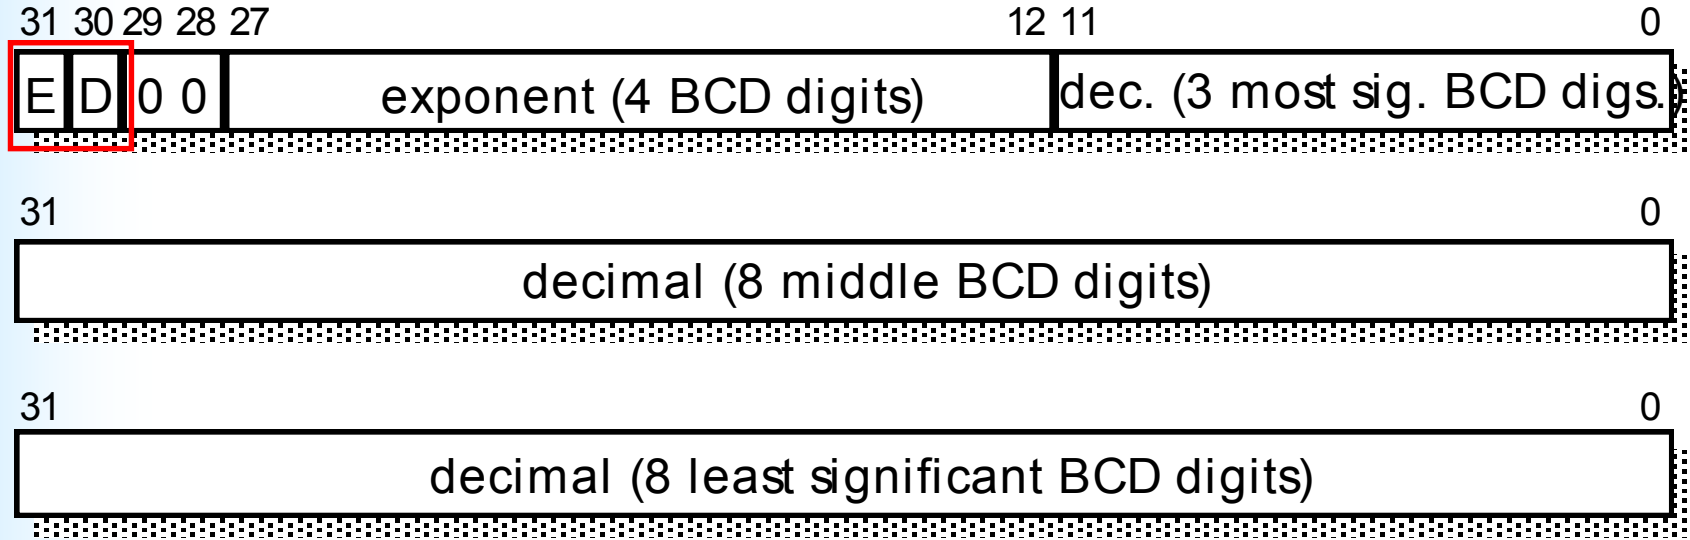 31 30 29 28 27 12 11 0
E D 0 0 exponent (4 BCD digits) dec. (3 most sig. BCD digs.)
31 0
decimal (8 middle BCD digits)
31 0
decimal (8 least significant BCD digits)